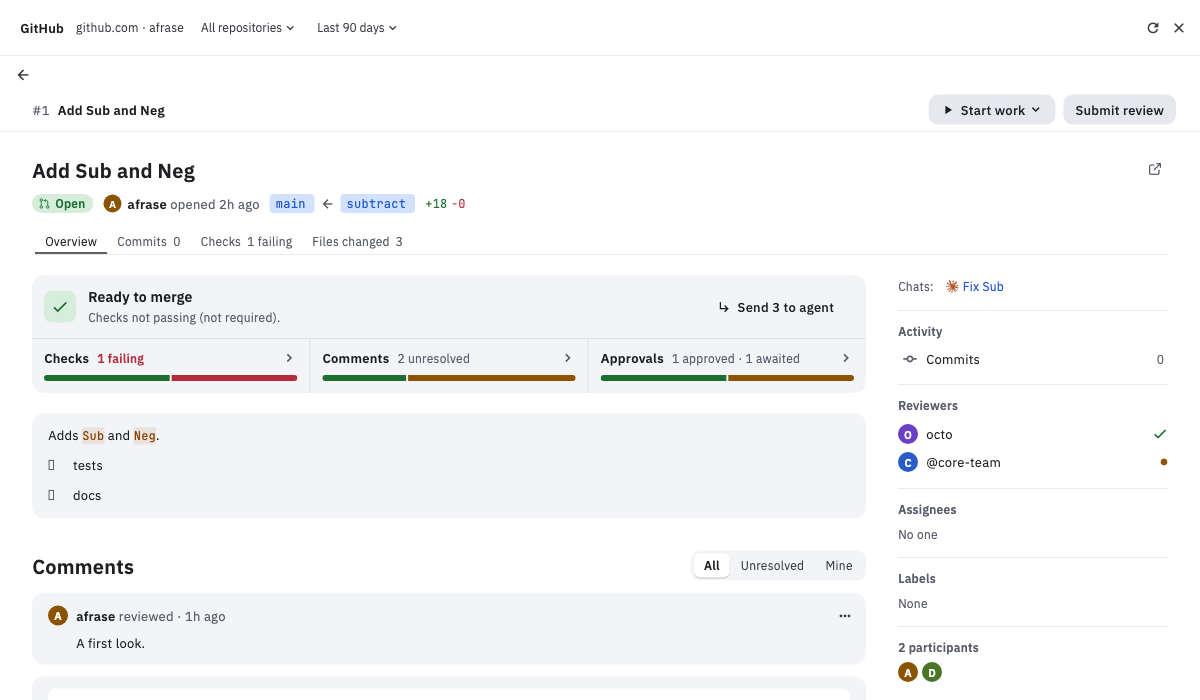 GitHub github.com · afrase All repositories Last 90 days
#1 Add Sub and Neg Start work Submit review
Add Sub and Neg
Open A afrase opened 2h ago main ← subtract +18 -0
Overview Commits 0 Checks 1 failing Files changed 3
Ready to merge
Checks not passing (not required).
Send 3 to agent
Checks 1 failing Comments 2 unresolved Approvals 1 approved · 1 awaited
Adds Sub and Neg.
tests
docs
Comments All Unresolved Mine
A afrase reviewed · 1h ago
A first look.
Chats: Fix Sub
Activity
Commits 0
Reviewers
O octo
C @core-team
Assignees
No one
Labels
None
2 participants
A D